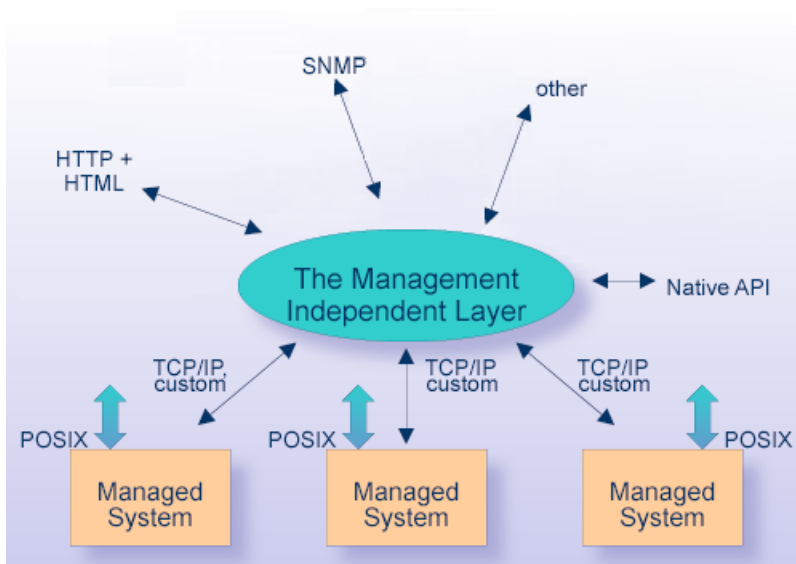 SNMP
other
HTTP +
HTML
The Management
Independent Layer
Native API
TCP/IP,
custom
TCP/IP
custom
TCP/IP
custom
POSIX
POSIX
POSIX
Managed
System
Managed
System
Managed
System